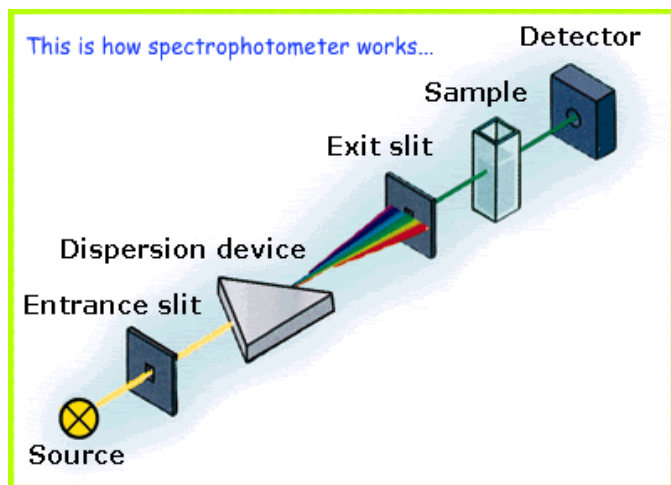 This is how spectrophotometer works...
Detector
Sample
Exit slit
Dispersion device
Entrance slit
Source